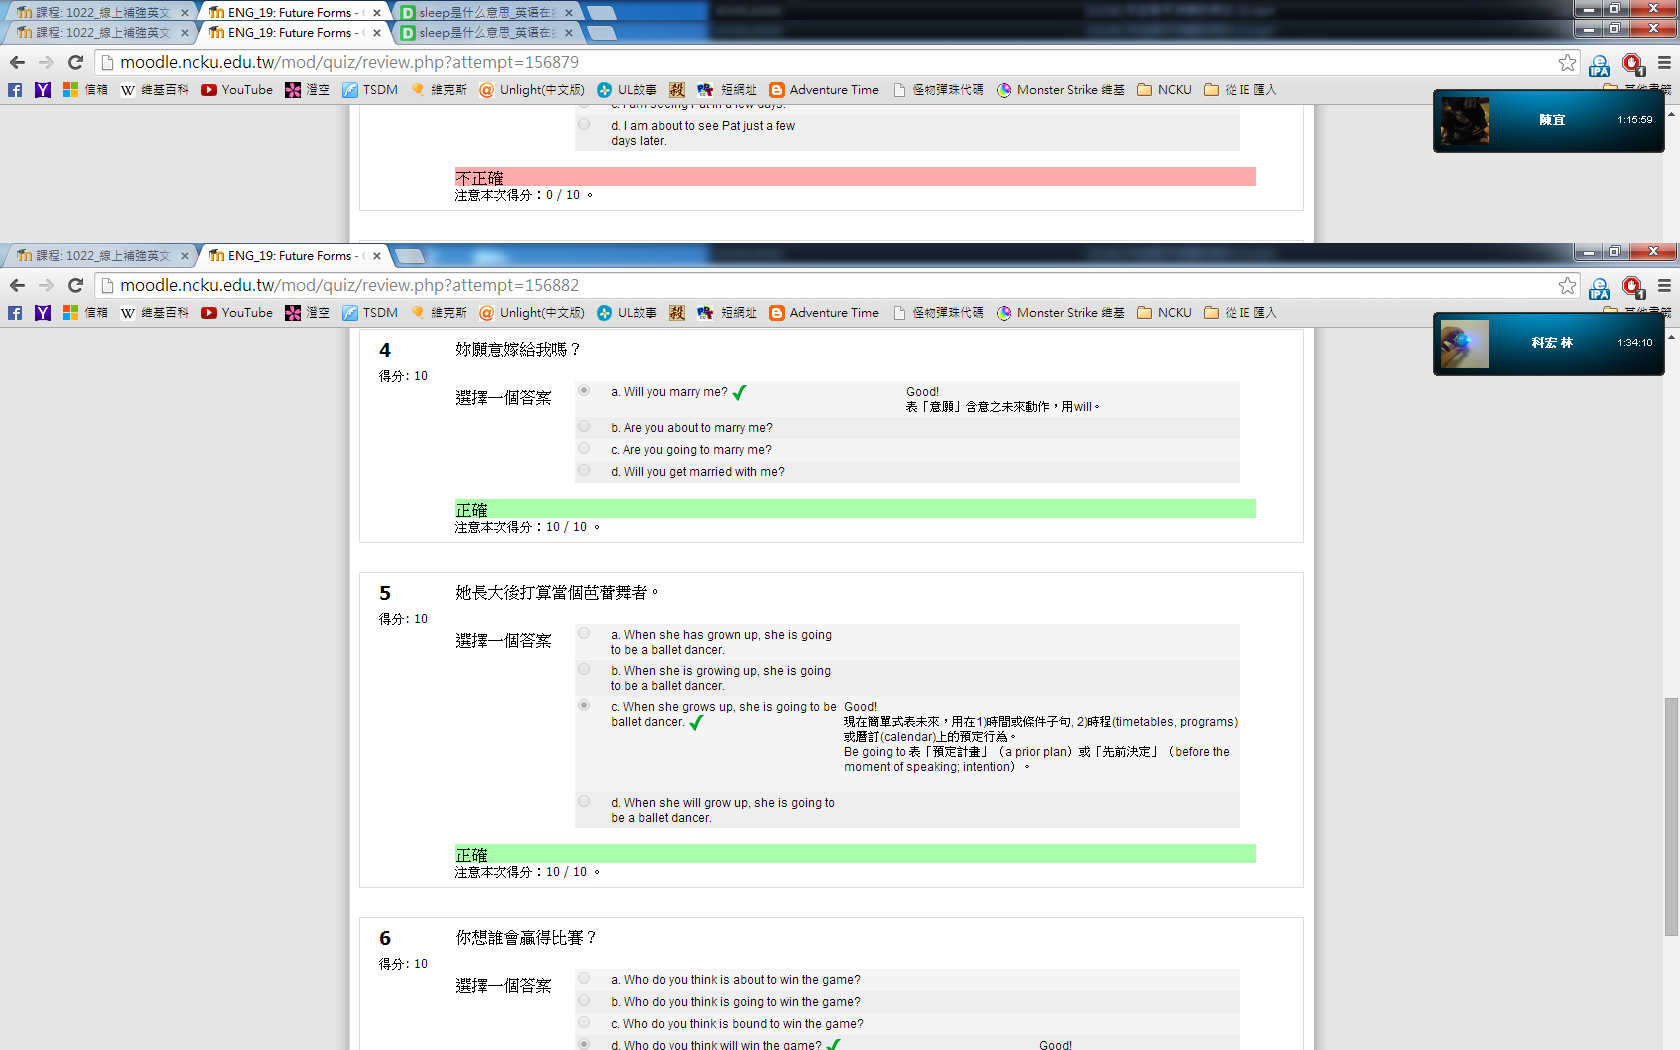 課程: 1022_線上補強英文
ENG_19: Future Forms -
sleep是什么意思_英语在
課程: 1022_線上補強英文
ENG_19: Future Forms -
sleep是什么意思_英语在
moodle.ncku.edu.tw/mod/quiz/review.php?attempt=156879
信箱 維基百科 YouTube 澄空 TSDM 維克斯 Unlight(中文版) UL故事 短網址 Adventure Time 怪物彈珠代碼 Monster Strike 維基 NCKU 從 IE 匯入
陳宜 1:15:59
c. I am seeing Pat in a few days.
d. I am about to see Pat just a few
days later.
不正確
注意本次得分：0 / 10 。
課程: 1022_線上補強英文
ENG_19: Future Forms -
moodle.ncku.edu.tw/mod/quiz/review.php?attempt=156882
信箱 維基百科 YouTube 澄空 TSDM 維克斯 Unlight(中文版) UL故事 短網址 Adventure Time 怪物彈珠代碼 Monster Strike 維基 NCKU 從 IE 匯入
科宏 林 1:34:10
4
得分: 10
妳願意嫁給我嗎？
選擇一個答案
a. Will you marry me?
Good!
表「意願」含意之未來動作，用will。
b. Are you about to marry me?
c. Are you going to marry me?
d. Will you get married with me?
正確
注意本次得分：10 / 10 。
5
得分: 10
她長大後打算當個芭蕾舞者。
選擇一個答案
a. When she has grown up, she is going
to be a ballet dancer.
b. When she is growing up, she is going
to be a ballet dancer.
c. When she grows up, she is going to be
ballet dancer.
Good!
現在簡單式表未來，用在1)時間或條件子句, 2)時程(timetables, programs)
或曆訂(calendar)上的預定行為。
Be going to 表「預定計畫」（a prior plan）或「先前決定」（before the
moment of speaking; intention）。
d. When she will grow up, she is going to
be a ballet dancer.
正確
注意本次得分：10 / 10 。
6
得分: 10
你想誰會贏得比賽？
選擇一個答案
a. Who do you think is about to win the game?
b. Who do you think is going to win the game?
c. Who do you think is bound to win the game?
d. Who do you think will win the game?
Good!